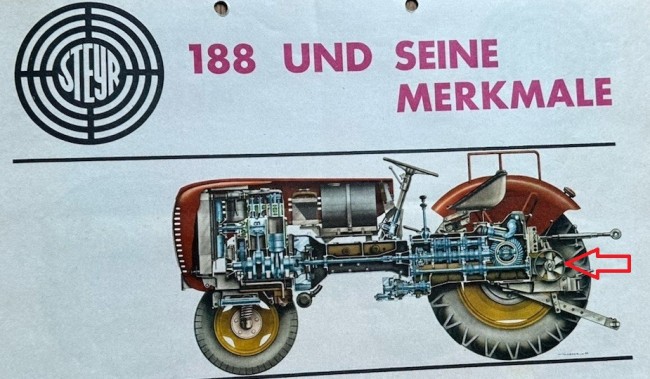 STEYR
188 UND SEINE
MERKMALE